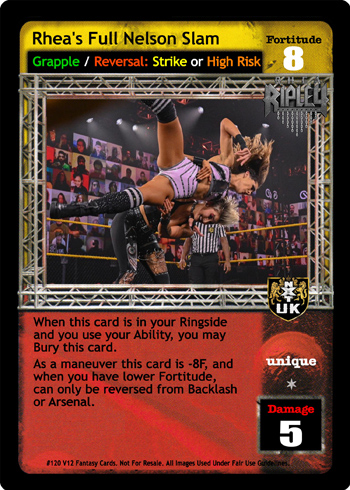 Rhea's Full Nelson Slam
Fortitude
8
Grapple / Reversal: Strike or High Risk
RIPLEY
NXT
UK
When this card is in your Ringside
and you use your Ability, you may
Bury this card.
As a maneuver this card is -8F, and
when you have lower Fortitude,
can only be reversed from Backlash
or Arsenal.
unique
Damage
5
#120 V12 Fantasy Cards. Not For Resale. All Images Used Under Fair Use Guidelines.